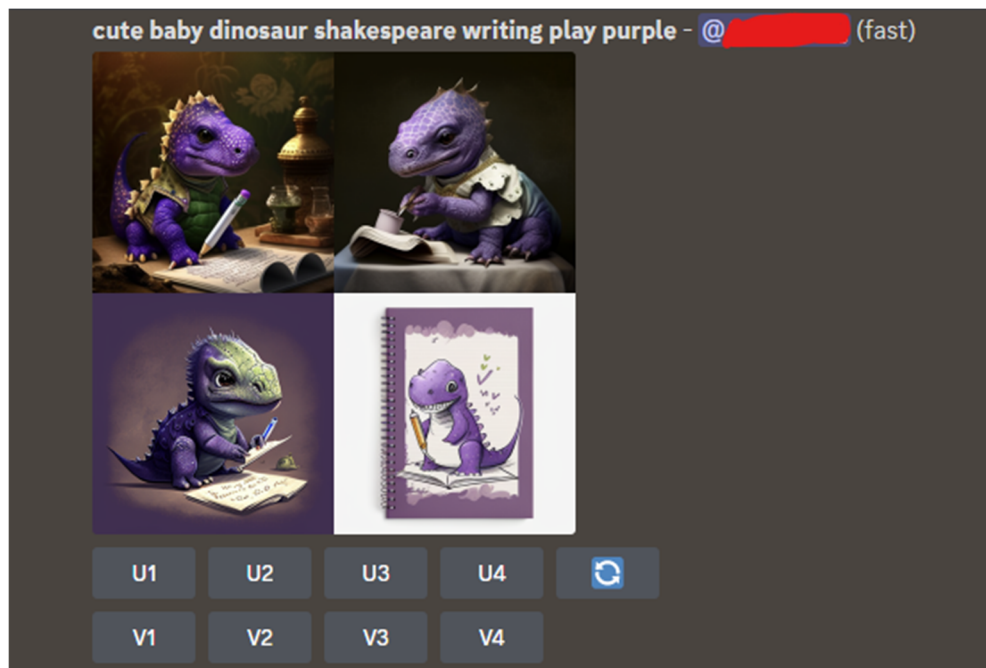 cute baby dinosaur shakespeare writing play purple - @ (fast)
U1 U2 U3 U4
V1 V2 V3 V4